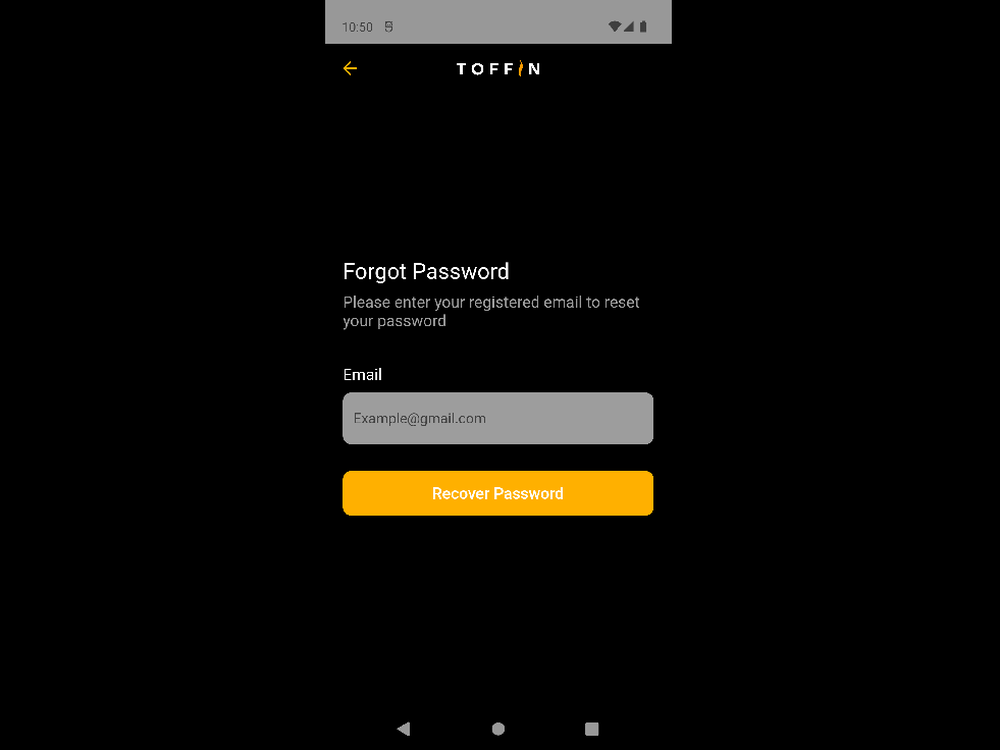 10:50
TOFFIN
Forgot Password
Please enter your registered email to reset
your password
Email
Example@gmail.com
Recover Password